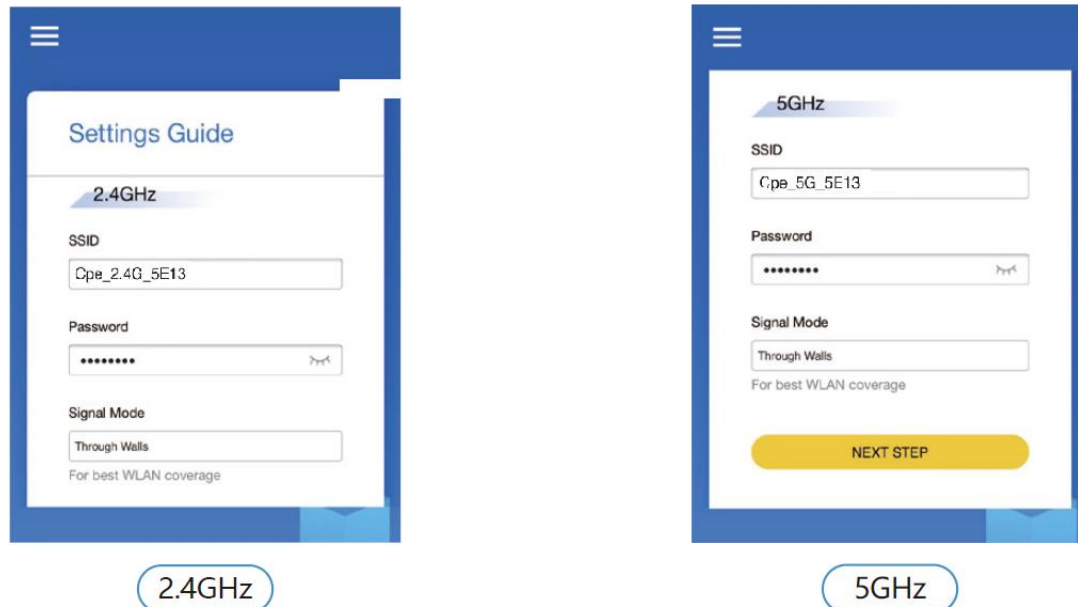 Settings Guide
2.4GHz
SSID
Cpe_2.4G_5E13
Password
••••••••
Signal Mode
Through Walls
For best WLAN coverage
2.4GHz
5GHz
SSID
Cpe_5G_5E13
Password
••••••••
Signal Mode
Through Walls
For best WLAN coverage
NEXT STEP
5GHz